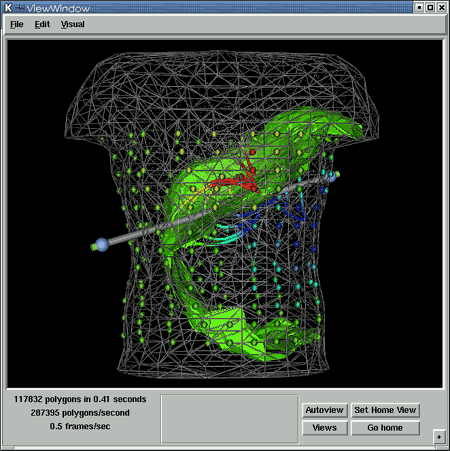 ViewWindow
File Edit Visual
117832 polygons in 0.41 seconds
287395 polygons/second
0.5 frames/sec
Autoview Set Home View
Views Go home